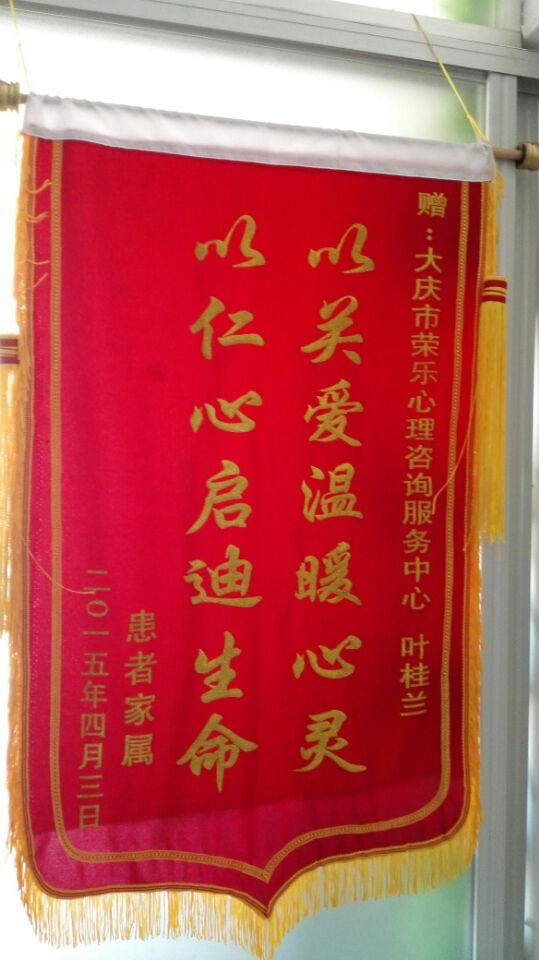 赠：大庆市荣乐心理咨询服务中心 叶桂兰
以关爱温暖心灵
以仁心启迪生命
患者家属
二〇一五年四月三日